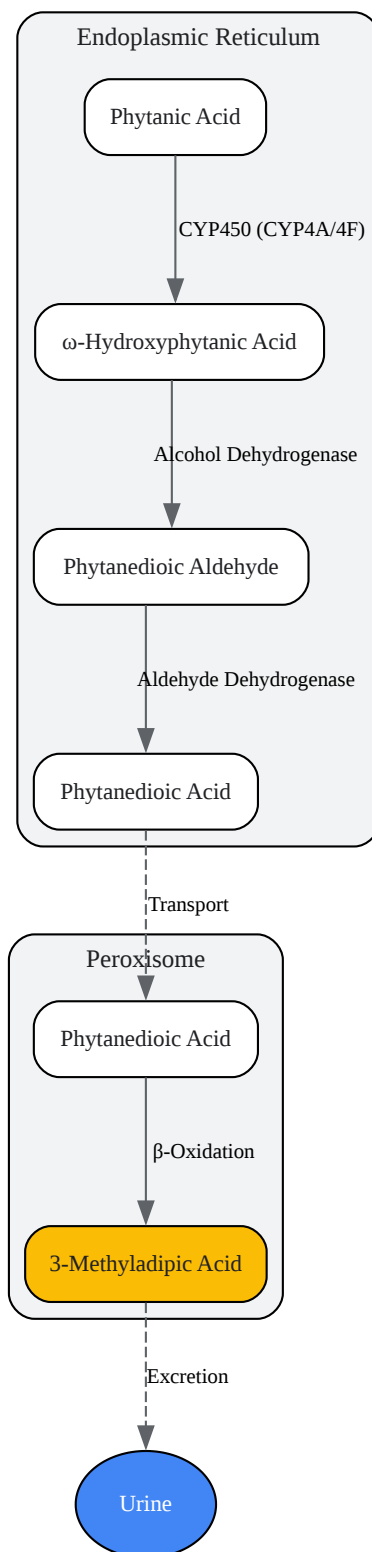 Endoplasmic Reticulum
Phytanic Acid
CYP450 (CYP4A/4F)
ω-Hydroxyphytanic Acid
Alcohol Dehydrogenase
Phytanedioic Aldehyde
Aldehyde Dehydrogenase
Phytanedioic Acid
Transport
Peroxisome
Phytanedioic Acid
β-Oxidation
3-Methyladipic Acid
Excretion
Urine